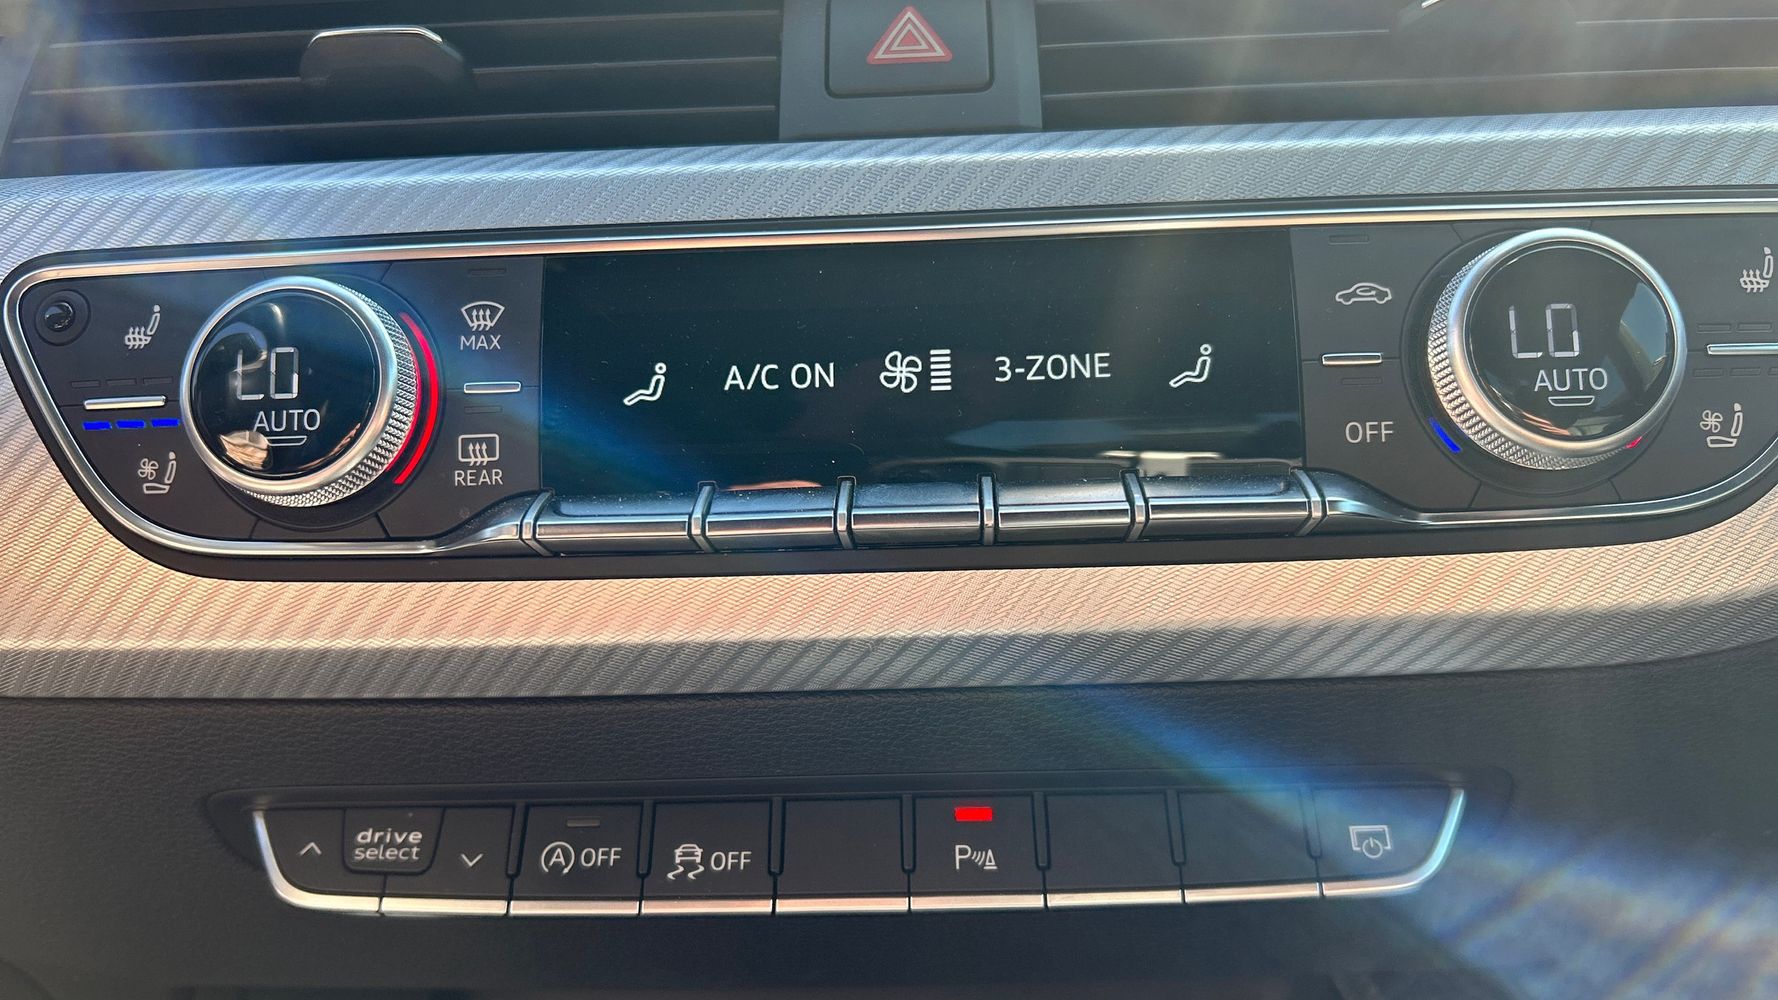 MAX
LO
AUTO
REAR
A/C ON
3-ZONE
LO
AUTO
OFF
drive
select
A OFF
OFF
P